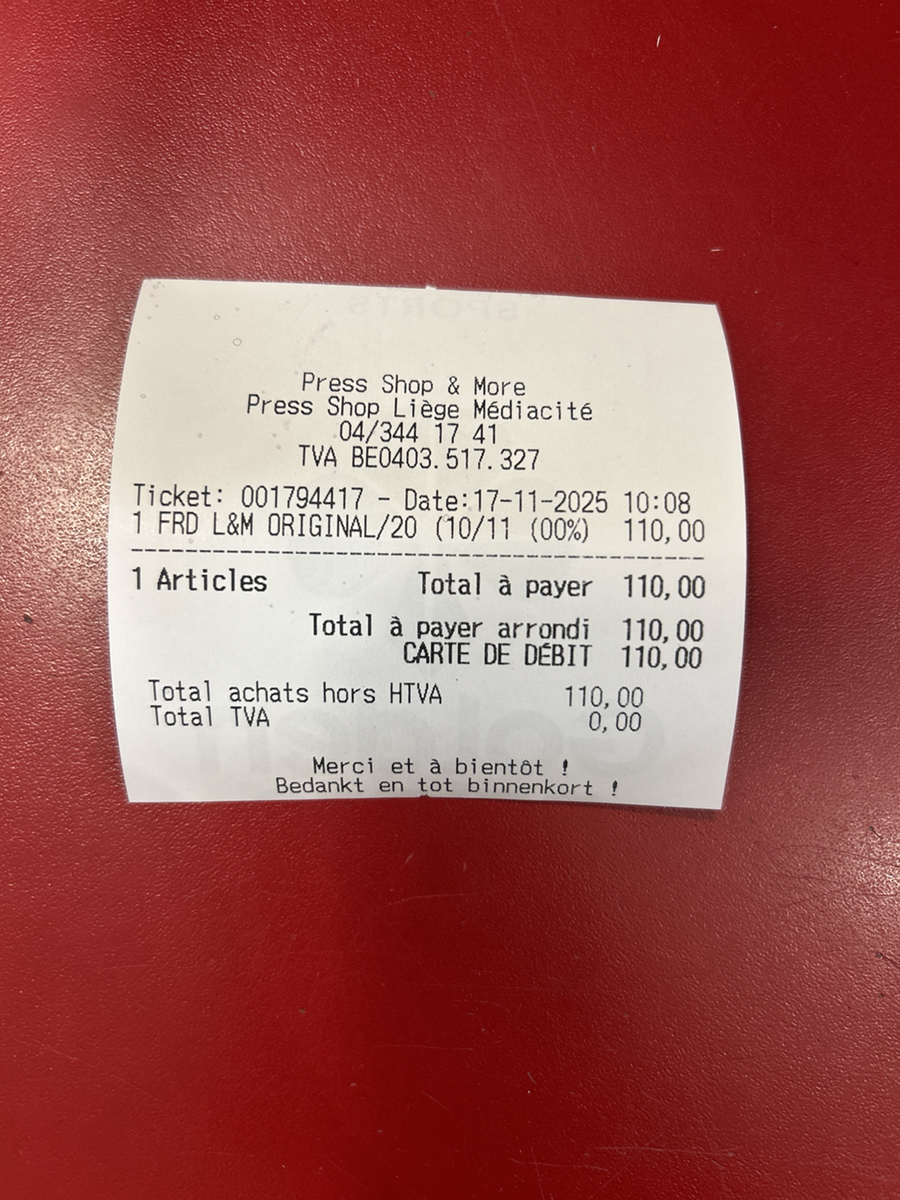 Press Shop & More
Press Shop Liège Médiacité
04/344 17 41
TVA BE0403.517.327
Ticket: 001794417 - Date:17-11-2025 10:08
1 FRD L&M ORIGINAL/20 (10/11 (00%) 110,00
1 Articles Total à payer 110,00
Total à payer arrondi 110,00
CARTE DE DÉBIT 110,00
Total achats hors HTVA 110,00
Total TVA 0,00
Merci et à bientôt !
Bedankt en tot binnenkort !